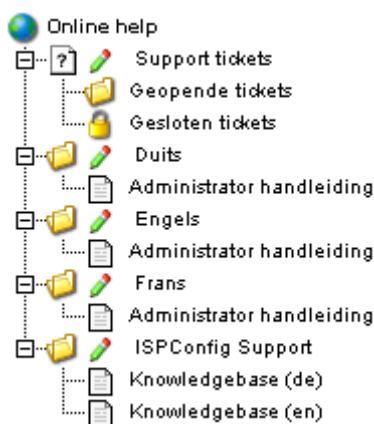 Online help
Support tickets
Geopende tickets
Gesloten tickets
Duits
Administrator handleiding
Engels
Administrator handleiding
Frans
Administrator handleiding
ISPConfig Support
Knowledgebase (de)
Knowledgebase (en)